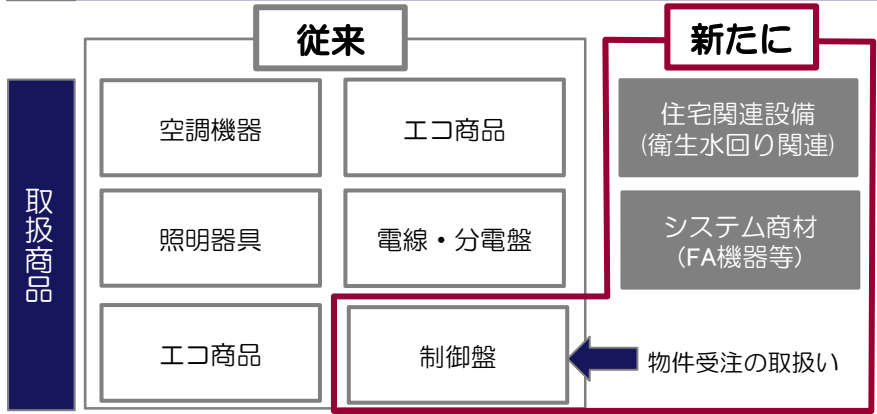 従来
新たに
取扱商品
空調機器
エコ商品
住宅関連設備
(衛生水回り関連)
照明器具
電線・分電盤
システム商材
(FA機器等)
エコ商品
制御盤
物件受注の取扱い